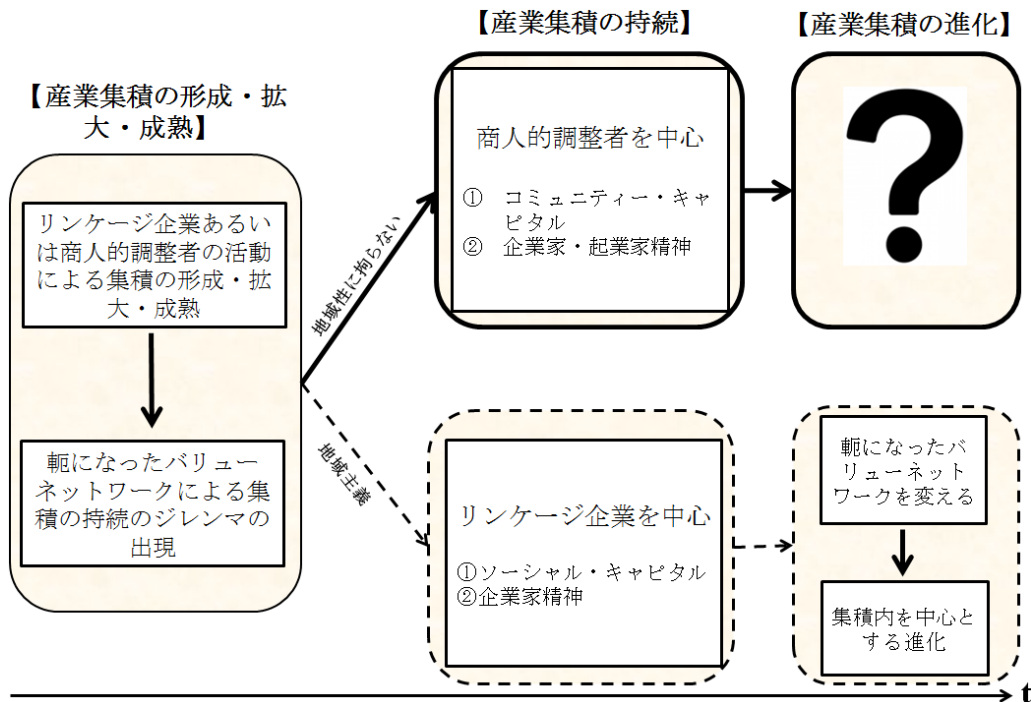 【産業集積の形成・拡
大・成熟】
リンケージ企業あるい
は商人的調整者の活動
による集積の形成・拡
大・成熟
軛になったバリュー
ネットワークによる集
積の持続のジレンマの
出現
地域性に拘らない
地域主義
【産業集積の持続】
商人的調整者を中心
① コミュニティー・キャ
ピタル
② 企業家・起業家精神
リンケージ企業を中心
①ソーシャル・キャピタル
②企業家精神
【産業集積の進化】
?
軛になったバ
リューネット
ワークを変える
集積内を中心と
する進化
t